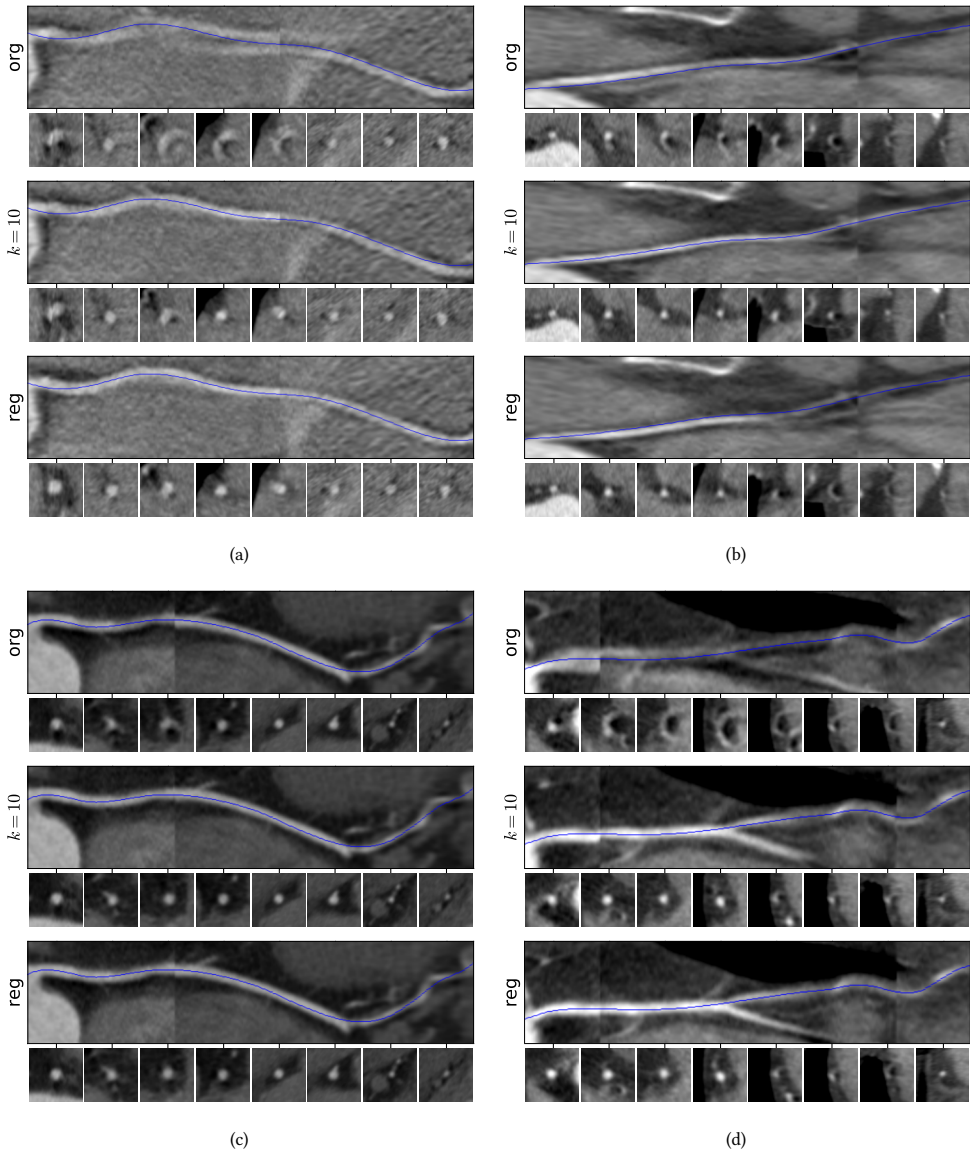 org
org
k = 10
k = 10
reg
reg
(a)
(b)
org
org
k = 10
k = 10
reg
reg
(c)
(d)